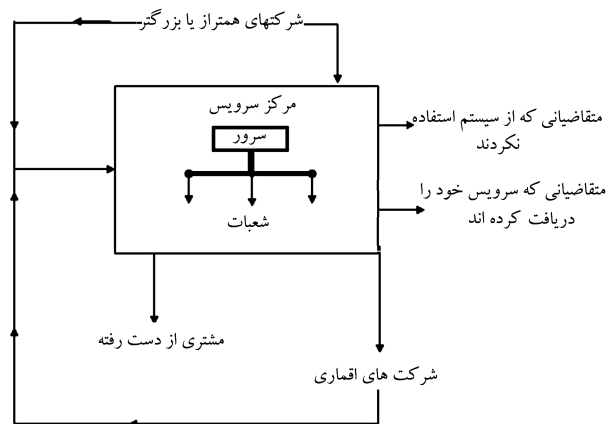 شرکتهای همتراز یا بزرگتر
مرکز سرویس
سرور
شعبات
متقاضیانی که از سیستم استفاده
نکردند
متقاضیانی که سرویس خود را
دریافت کرده اند
مشتری از دست رفته
شرکت های اقماری